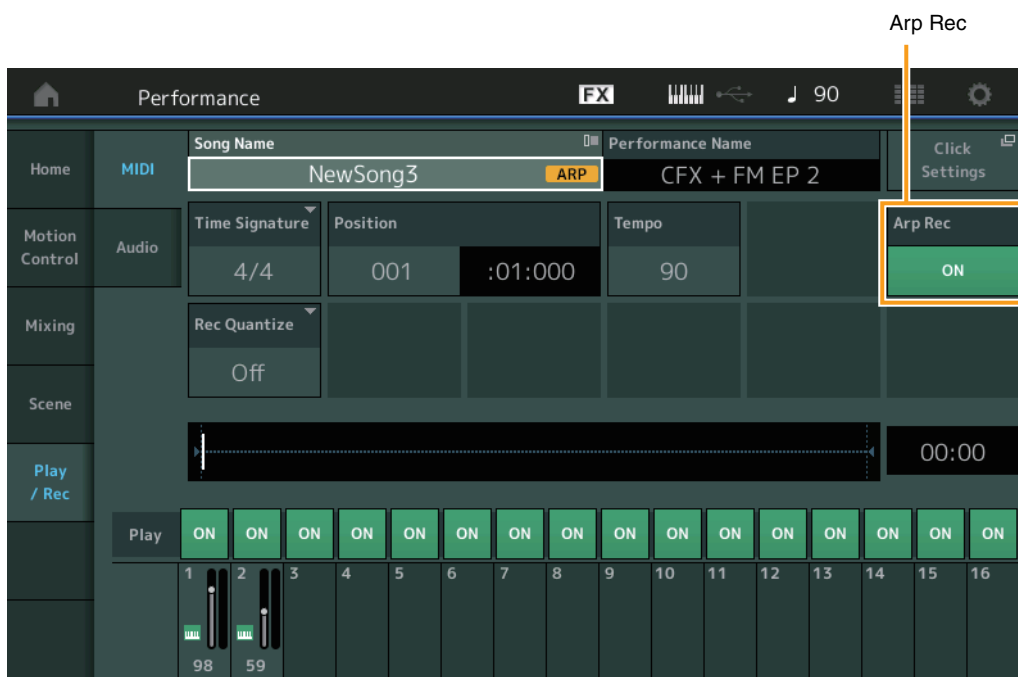 Arp Rec
Performance
FX
90
Song Name
Performance Name
Click
Settings
NewSong3
ARP
CFX + FM EP 2
Home
MIDI
Motion
Control
Audio
Time Signature
Position
Tempo
Arp Rec
4/4
001
:01:000
90
ON
Mixing
Rec Quantize
Off
Scene
00:00
Play
/ Rec
Play
ON ON ON ON ON ON ON ON ON ON ON ON ON ON ON ON
1 2 3 4 5 6 7 8 9 10 11 12 13 14 15 16
98 59